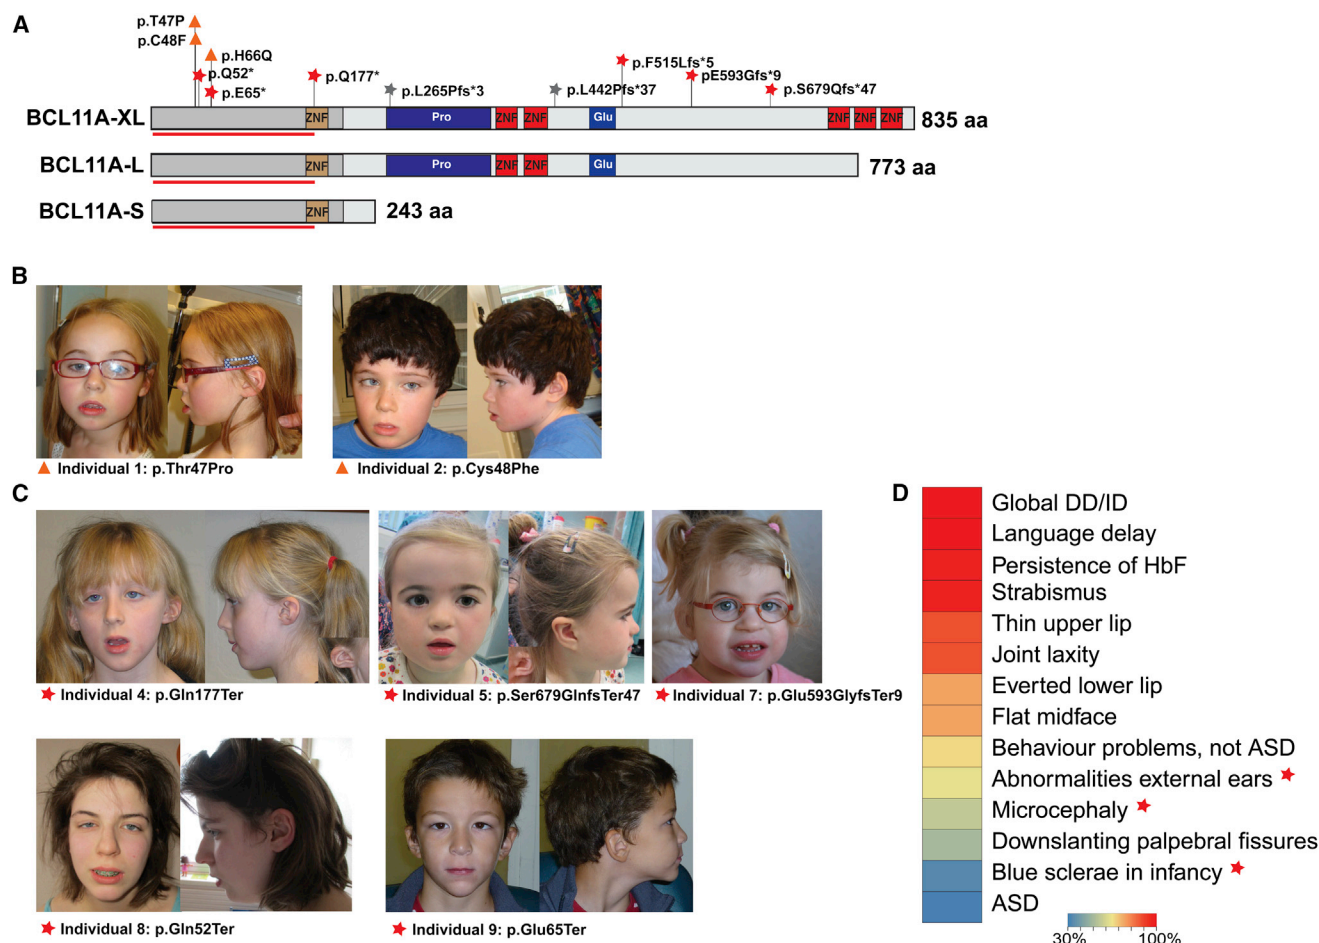 A
p.T47P
p.C48F
p.H66Q
p.Q52*
p.E65*
p.Q177*
p.L265Pfs*3
p.L442Pfs*37
p.F515Lfs*5
pE593Gfs*9
p.S679Qfs*47
BCL11A-XL ZNF Pro ZNF ZNF Glu ZNF ZNF ZNF 835 aa
BCL11A-L ZNF Pro ZNF ZNF Glu 773 aa
BCL11A-S ZNF 243 aa
B
Individual 1: p.Thr47Pro
Individual 2: p.Cys48Phe
C
Individual 4: p.Gln177Ter
Individual 5: p.Ser679GlnfsTer47
Individual 7: p.Glu593GlyfsTer9
Individual 8: p.Gln52Ter
Individual 9: p.Glu65Ter
D
Global DD/ID
Language delay
Persistence of HbF
Strabismus
Thin upper lip
Joint laxity
Everted lower lip
Flat midface
Behaviour problems, not ASD
Abnormalities external ears
Microcephaly
Downslanting palpebral fissures
Blue sclerae in infancy
ASD
30% 100%